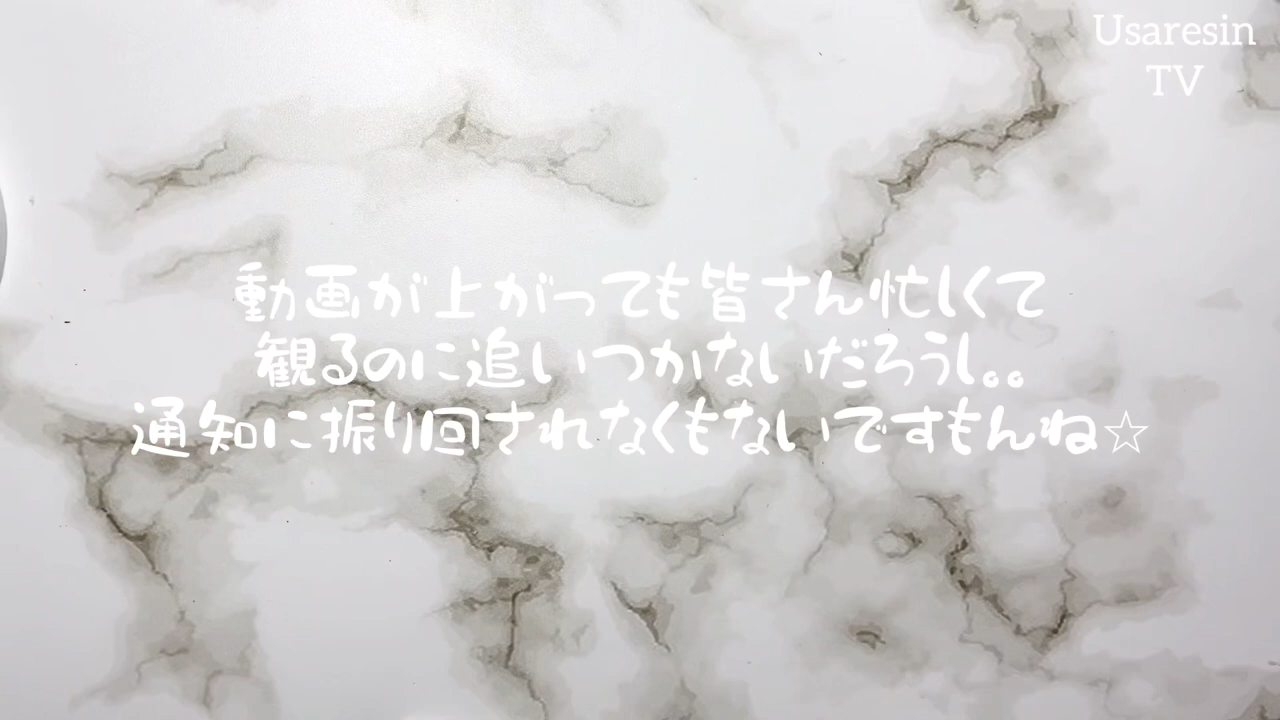 Usaresin
TV
動画が上がっても皆さん忙しくて
観るのに追いつかないだろうし。。
通知に振り回されなくもないですもんね☆